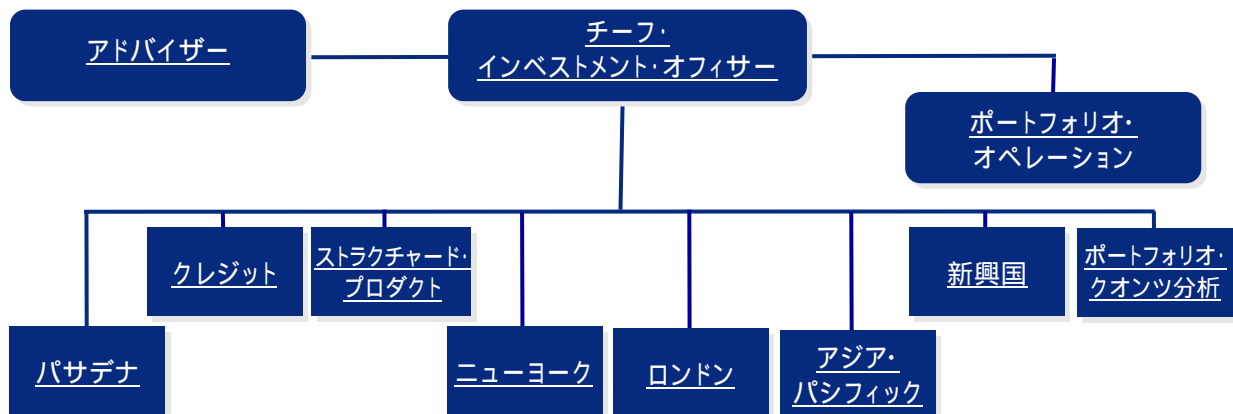 アドバイザー
チーフ・
インベストメント・オフィサー
ポートフォリオ・
オペレーション
クレジット
ストラクチャード・
プロダクト
新興国
ポートフォリオ・
クオンツ分析
パサデナ
ニューヨーク
ロンドン
アジア・
パシフィック